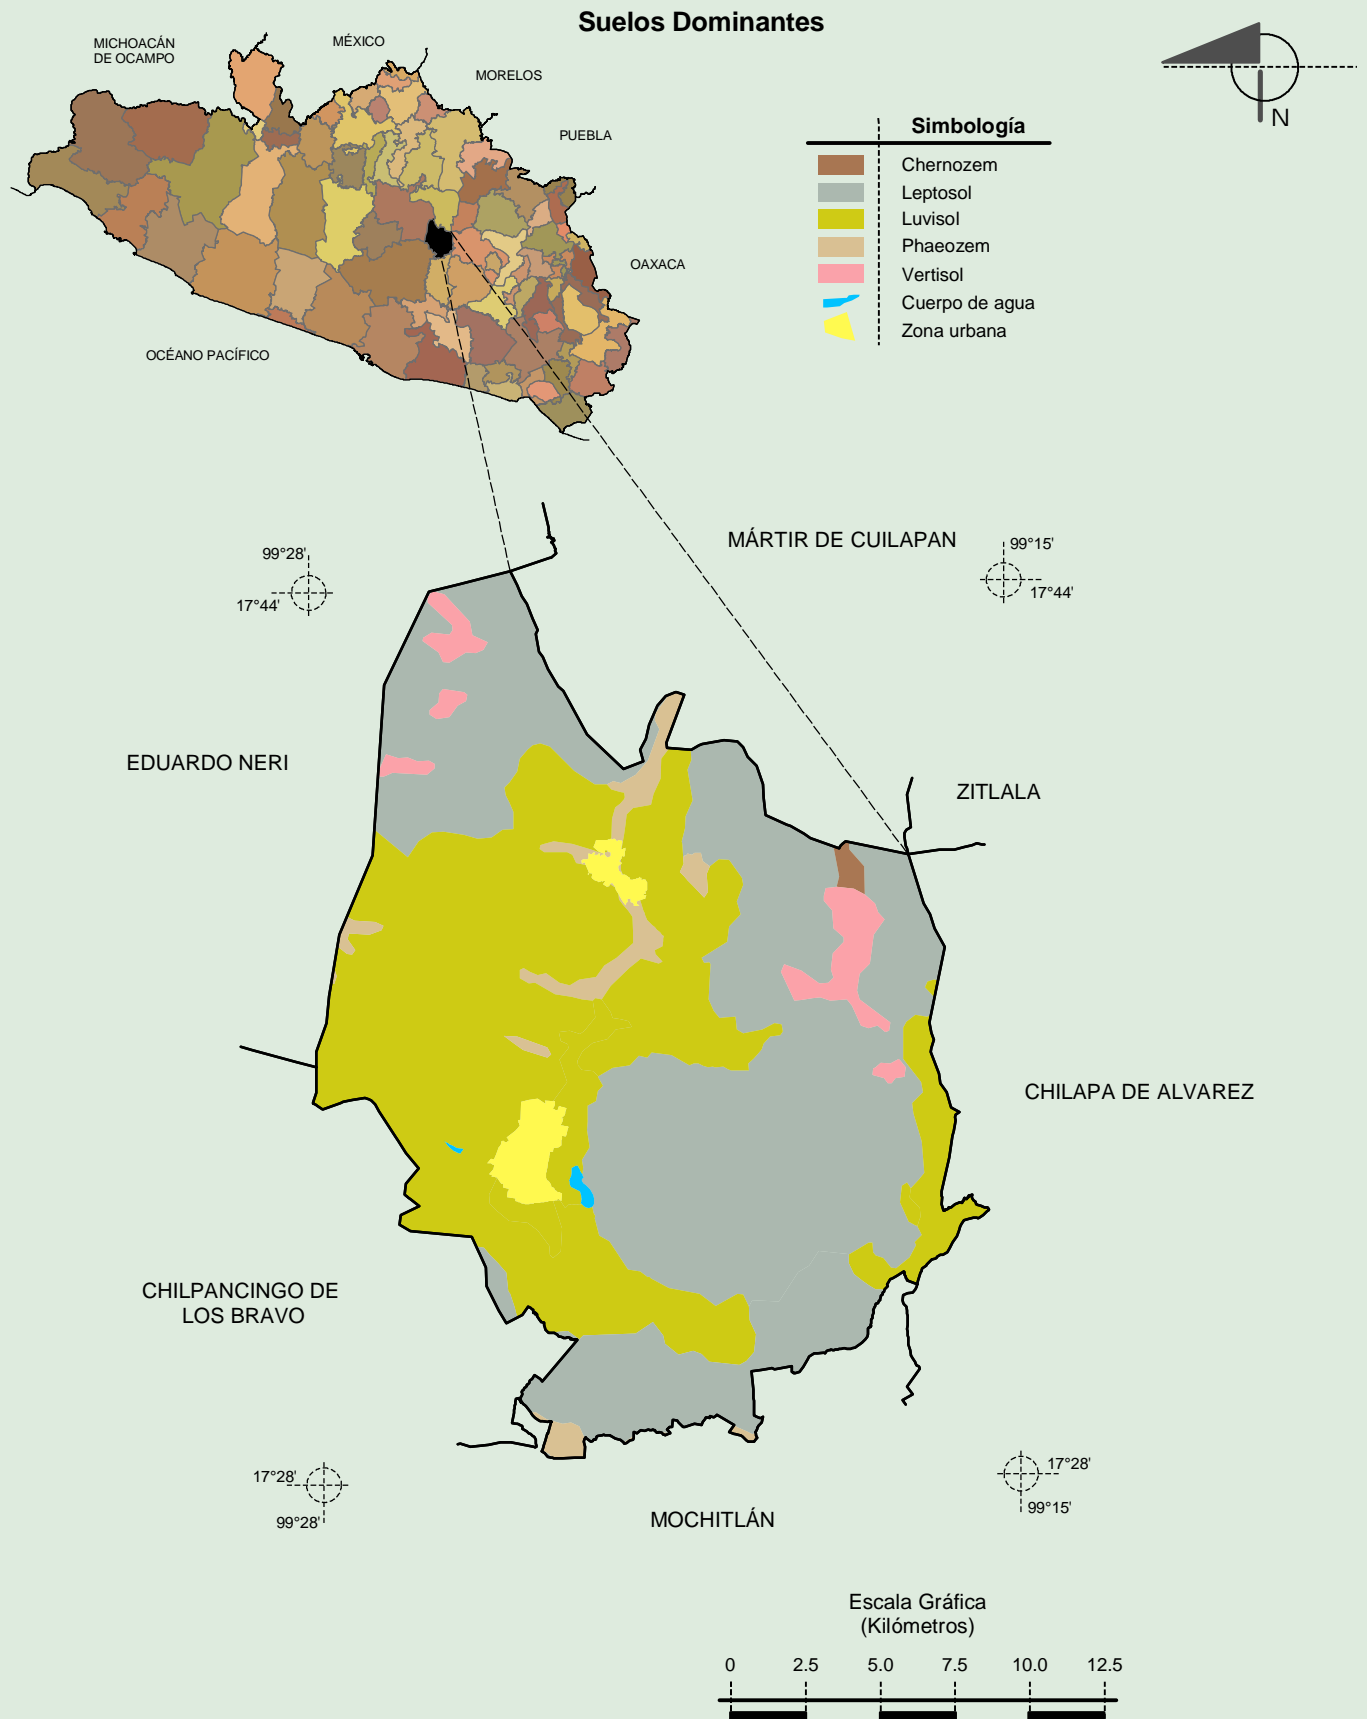 Suelos Dominantes
MICHOACÁN
DE OCAMPO
MÉXICO
MORELOS
PUEBLA
OAXACA
OCÉANO PACÍFICO
N
Simbología
Chernozem
Leptosol
Luvisol
Phaeozem
Vertisol
Cuerpo de agua
Zona urbana
99°28'
17°44'
MÁRTIR DE CUILAPAN
99°15'
17°44'
EDUARDO NERI
ZITLALA
CHILAPA DE ALVAREZ
CHILPANCINGO DE
LOS BRAVO
17°28'
99°28'
17°28'
99°15'
MOCHITLÁN
Escala Gráfica
(Kilómetros)
0 2.5 5.0 7.5 10.0 12.5